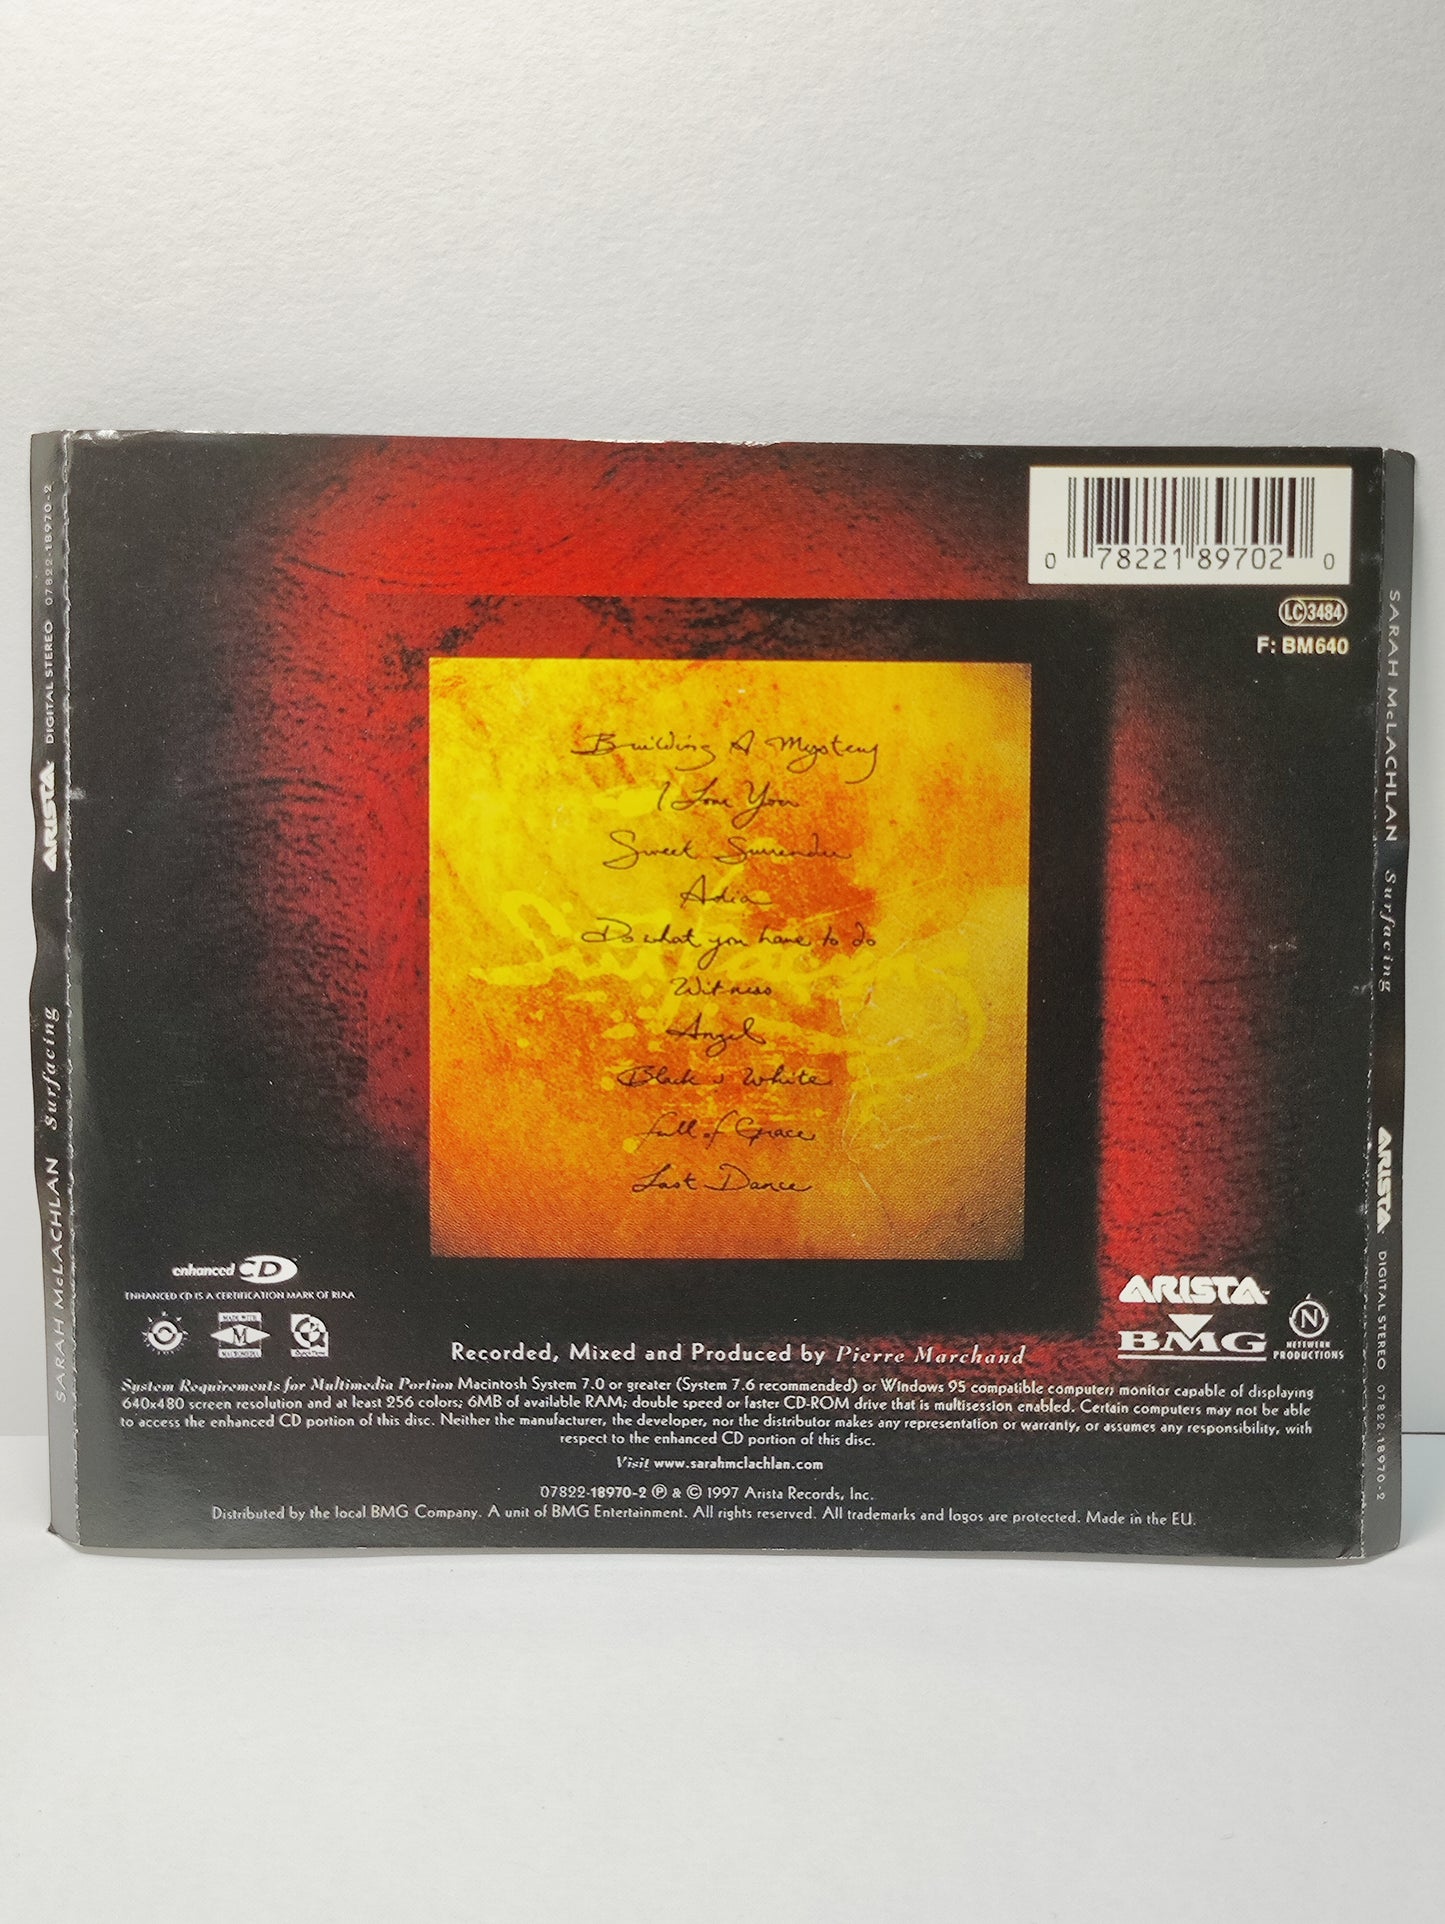 0 78221 89702 0
LC 3484
F: BM640
SARAH McLACHLAN Surfacing ARISTA DIGITAL STEREO 07822-18970-2
Building A Mystery
I Love You
Sweet Surrender
Adia
Do what you have to do
Witness
Angel
Black & White
Full of Grace
Last Dance
Surfacing
enhanced CD
ENHANCED CD IS A CERTIFICATION MARK OF RIAA
MADE WITH
M
MACROMEDIA
QuickTime
ARISTA
BMG
N
NETTWERK
PRODUCTIONS
Recorded, Mixed and Produced by Pierre Marchand
System Requirements for Multimedia Portion Macintosh System 7.0 or greater (System 7.6 recommended) or Windows 95 compatible computer; monitor capable of displaying
640x480 screen resolution and at least 256 colors; 6MB of available RAM; double speed or faster CD-ROM drive that is multisession enabled. Certain computers may not be able
to access the enhanced CD portion of this disc. Neither the manufacturer, the developer, nor the distributor makes any representation or warranty, or assumes any responsibility, with
respect to the enhanced CD portion of this disc.
Visit www.sarahmclachlan.com
07822-18970-2 ℗ & © 1997 Arista Records, Inc.
Distributed by the local BMG Company. A unit of BMG Entertainment. All rights reserved. All trademarks and logos are protected. Made in the EU.
SARAH McLACHLAN Surfacing ARISTA DIGITAL STEREO 07822-18970-2